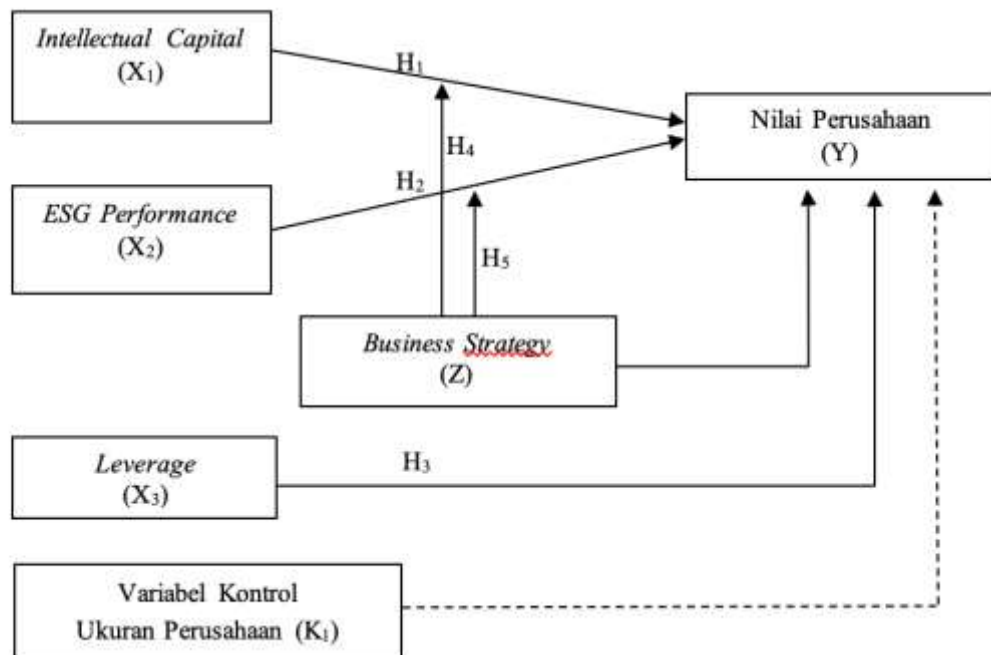 Intellectual Capital
(X₁)
H₁
Nilai Perusahaan
(Y)
H₄
H₂
ESG Performance
(X₂)
H₅
Business Strategy
(Z)
Leverage
(X₃)
H₃
Variabel Kontrol
Ukuran Perusahaan (K₁)